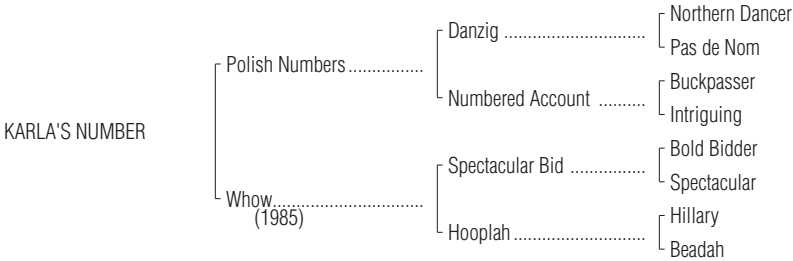 Northern Dancer
Danzig ..............................
Pas de Nom
Polish Numbers ................
Buckpasser
Numbered Account ..........
Intriguing
KARLA'S NUMBER
Bold Bidder
Spectacular Bid ................
Spectacular
Whow................................
(1985)
Hillary
Hooplah ............................
Beadah